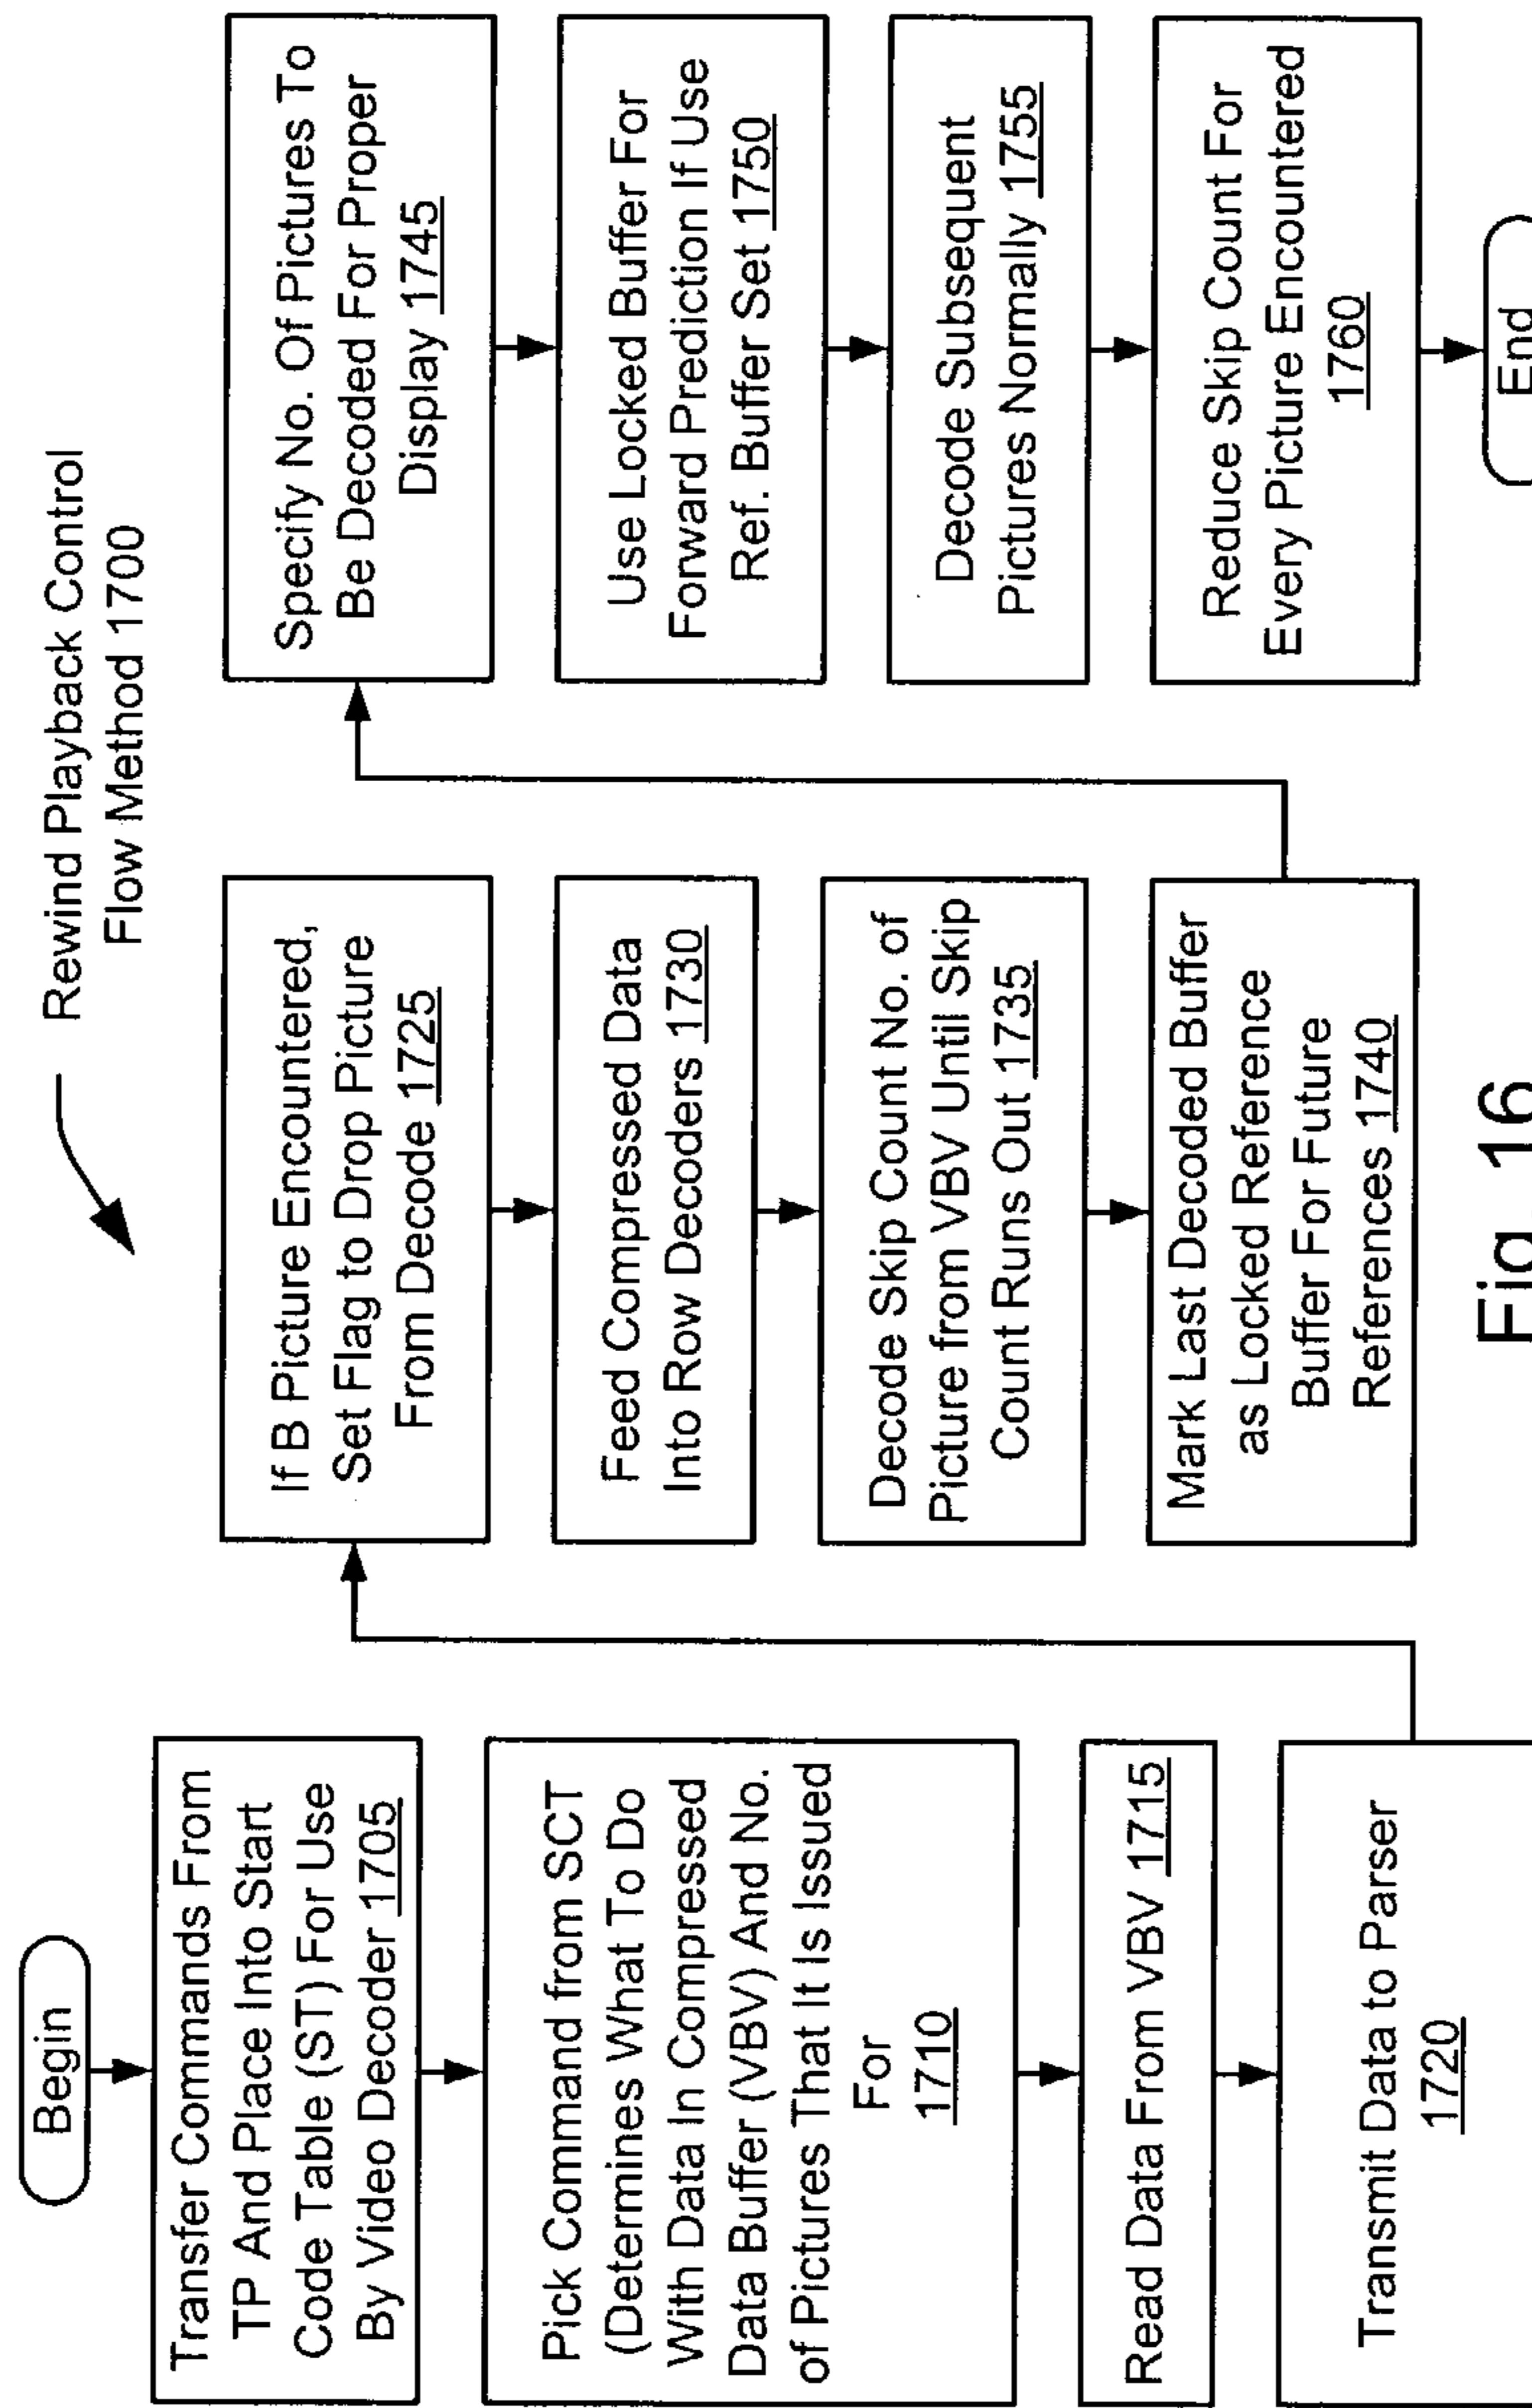 Rewind Playback Control
Flow Method 1700
Begin
Transfer Commands From
TP And Place Into Start
Code Table (ST) For Use
By Video Decoder 1705
Pick Command from SCT
(Determines What To Do
With Data In Compressed
Data Buffer (VBV) And No.
of Pictures That It Is Issued
For
1710
Read Data From VBV 1715
Transmit Data to Parser
1720
If B Picture Encountered,
Set Flag to Drop Picture
From Decode 1725
Feed Compressed Data
Into Row Decoders 1730
Decode Skip Count No. of
Picture from VBV Until Skip
Count Runs Out 1735
Mark Last Decoded Buffer
as Locked Reference
Buffer For Future
References 1740
Specify No. Of Pictures To
Be Decoded For Proper
Display 1745
Use Locked Buffer For
Forward Prediction If Use
Ref. Buffer Set 1750
Decode Subsequent
Pictures Normally 1755
Reduce Skip Count For
Every Picture Encountered
1760
End
Fig. 16